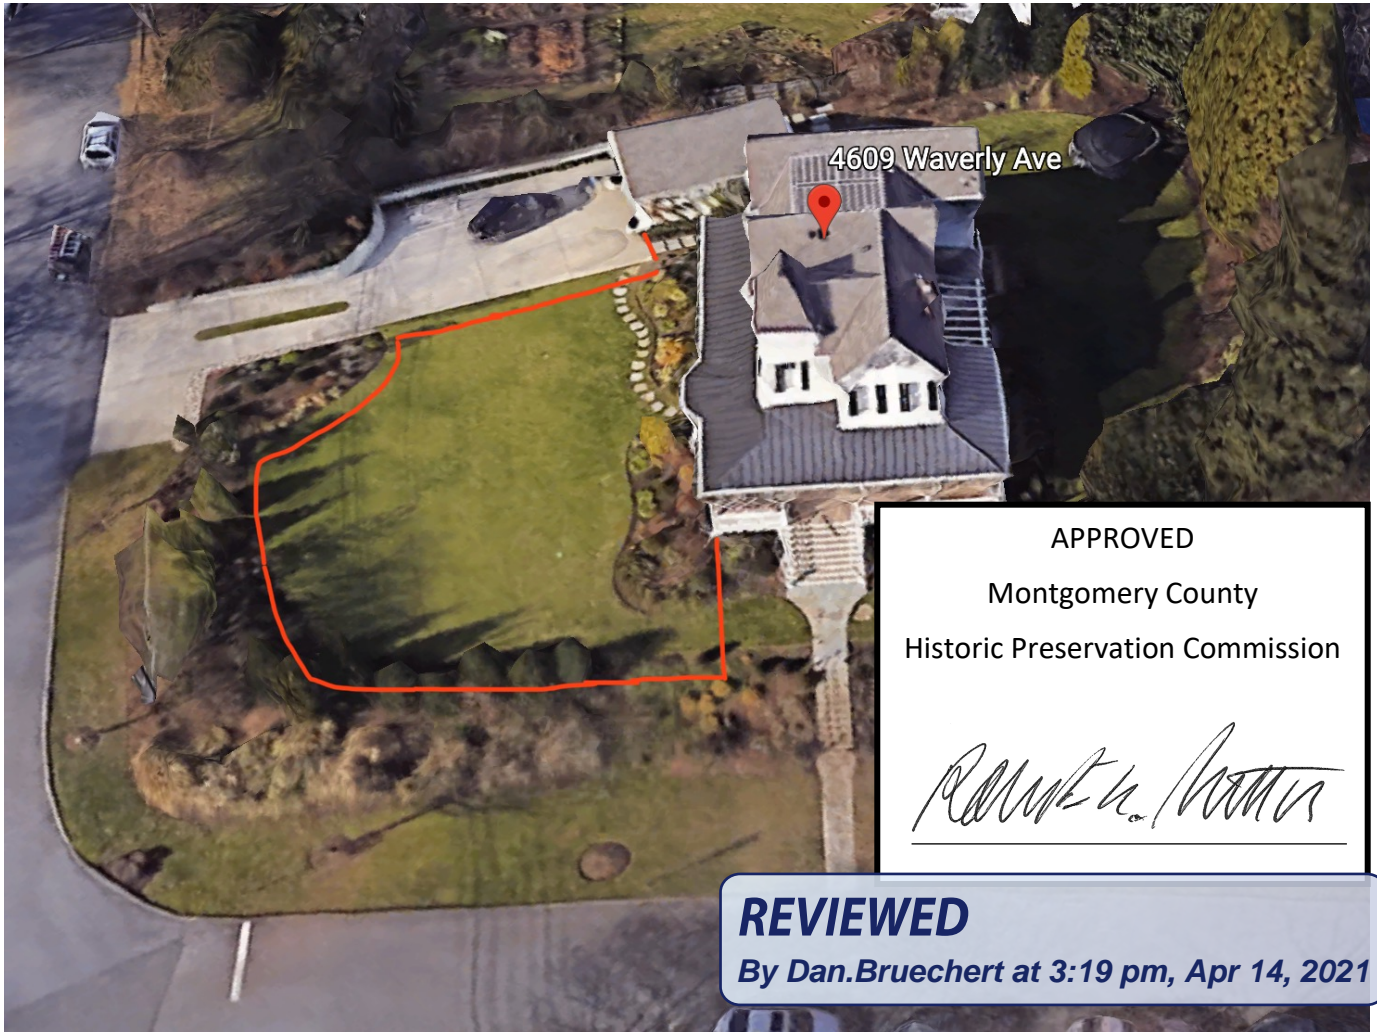 4609 Waverly Ave
APPROVED
Montgomery County
Historic Preservation Commission
REVIEWED
By Dan.Bruechert at 3:19 pm, Apr 14, 2021